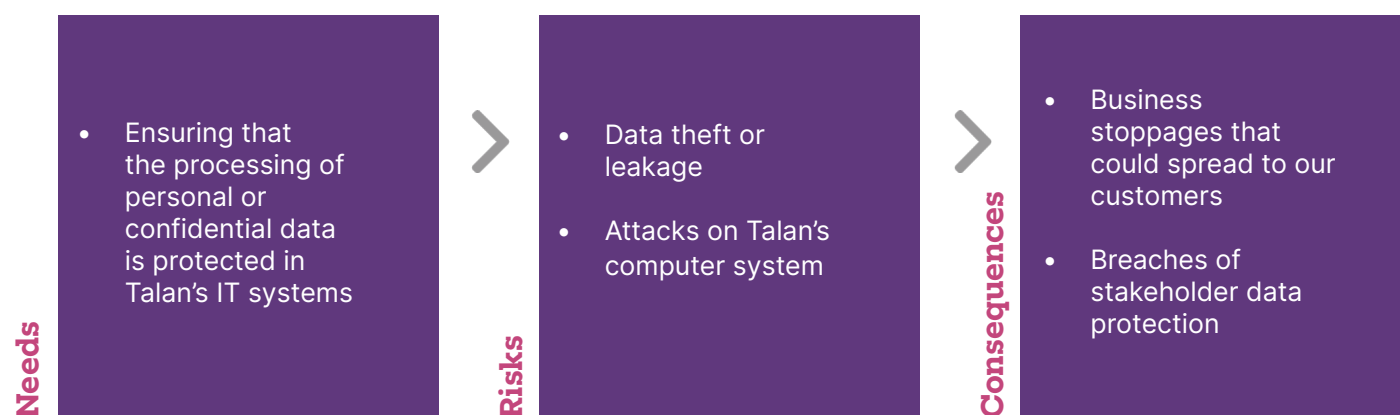 Needs
• Ensuring that
the processing of
personal or
confidential data
is protected in
Talan’s IT systems
Risks
• Data theft or
leakage
• Attacks on Talan’s
computer system
Consequences
• Business
stoppages that
could spread to our
customers
• Breaches of
stakeholder data
protection